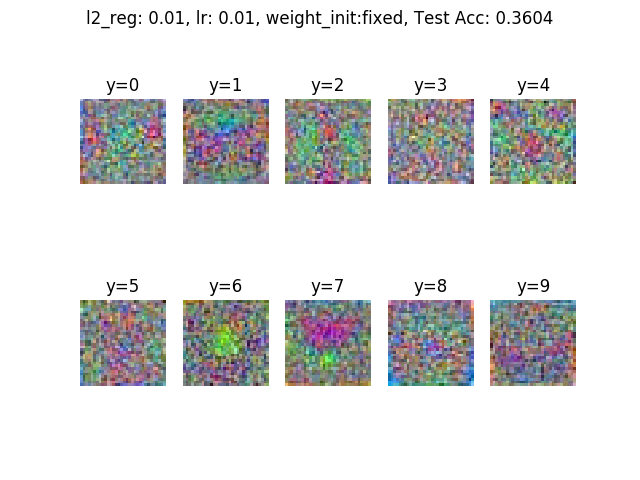 l2_reg: 0.01, lr: 0.01, weight_init:fixed, Test Acc: 0.3604
y=0 y=1 y=2 y=3 y=4
y=5 y=6 y=7 y=8 y=9